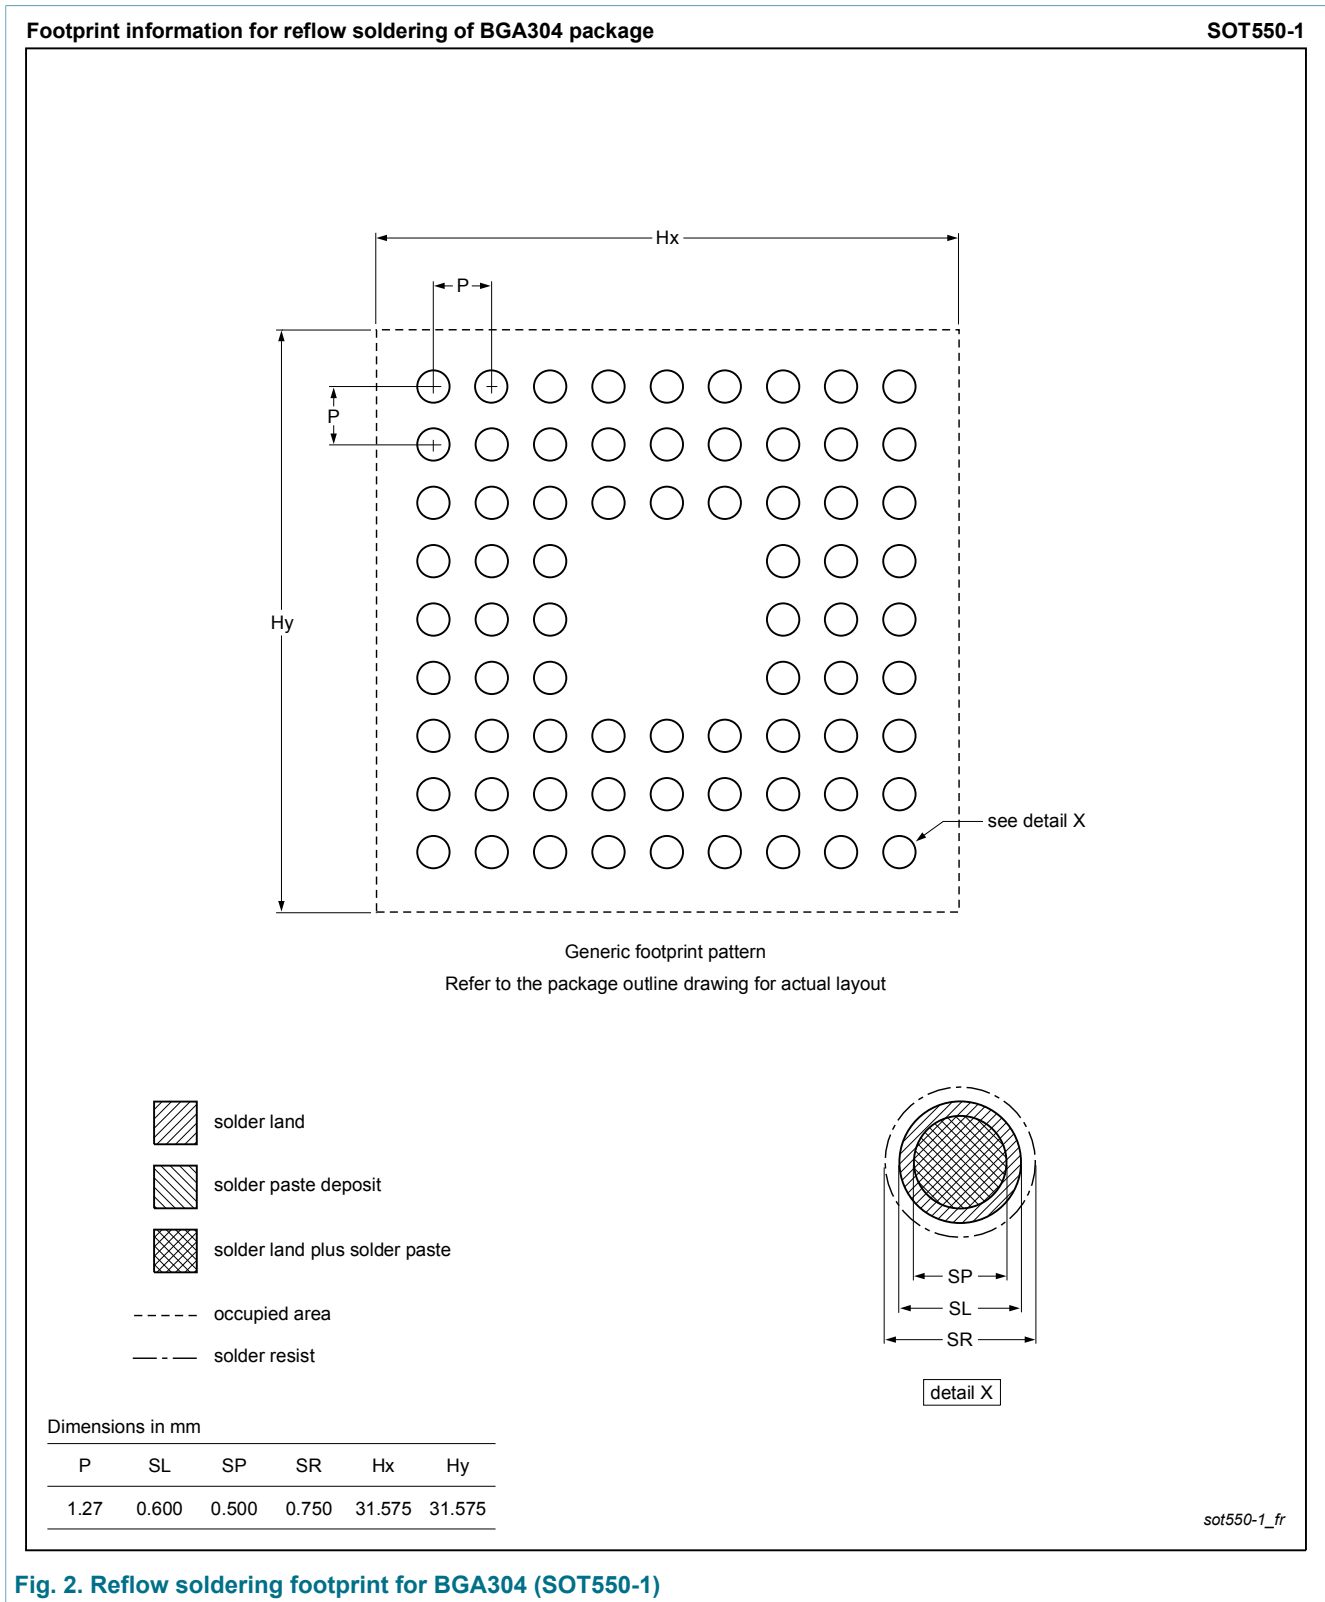 Footprint information for reflow soldering of BGA304 package SOT550-1
Hx
P
P
Hy
see detail X
Generic footprint pattern
Refer to the package outline drawing for actual layout
solder land
solder paste deposit
solder land plus solder paste
occupied area
solder resist
SP
SL
SR
detail X
Dimensions in mm
P SL SP SR Hx Hy
1.27 0.600 0.500 0.750 31.575 31.575
sot550-1_fr
Fig. 2. Reflow soldering footprint for BGA304 (SOT550-1)